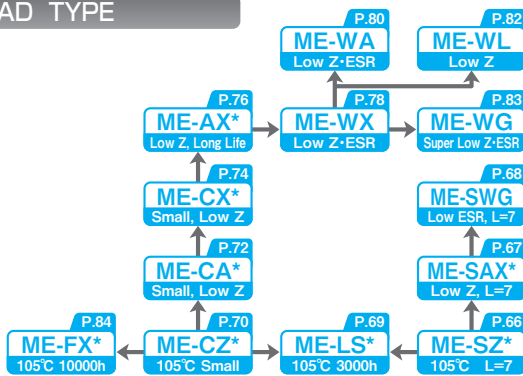 AD TYPE
P.80
ME-WA
Low Z･ESR
P.82
ME-WL
Low Z
P.76
ME-AX*
Low Z, Long Life
P.78
ME-WX
Low Z･ESR
P.83
ME-WG
Super Low Z･ESR
P.74
ME-CX*
Small, Low Z
P.68
ME-SWG
Low ESR, L=7
P.72
ME-CA*
Small, Low Z
P.67
ME-SAX*
Low Z, L=7
P.84
ME-FX*
105℃ 10000h
P.70
ME-CZ*
105℃ Small
P.69
ME-LS*
105℃ 3000h
P.66
ME-SZ*
105℃ L=7